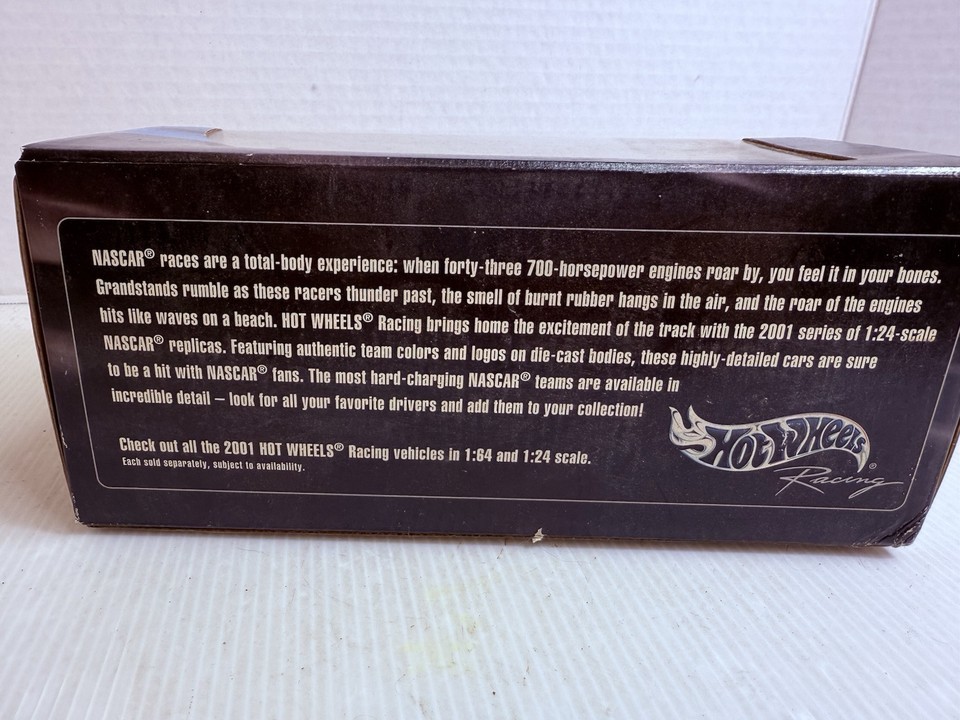 NASCAR® races are a total-body experience: when forty-three 700-horsepower engines roar by, you feel it in your bones.
Grandstands rumble as these racers thunder past, the smell of burnt rubber hangs in the air, and the roar of the engines
hits like waves on a beach. HOT WHEELS® Racing brings home the excitement of the track with the 2001 series of 1:24-scale
NASCAR® replicas. Featuring authentic team colors and logos on die-cast bodies, these highly-detailed cars are sure
to be a hit with NASCAR® fans. The most hard-charging NASCAR® teams are available in
incredible detail – look for all your favorite drivers and add them to your collection!
Check out all the 2001 HOT WHEELS® Racing vehicles in 1:64 and 1:24 scale.
Each sold separately, subject to availability.
HOT WHEELS®
Racing